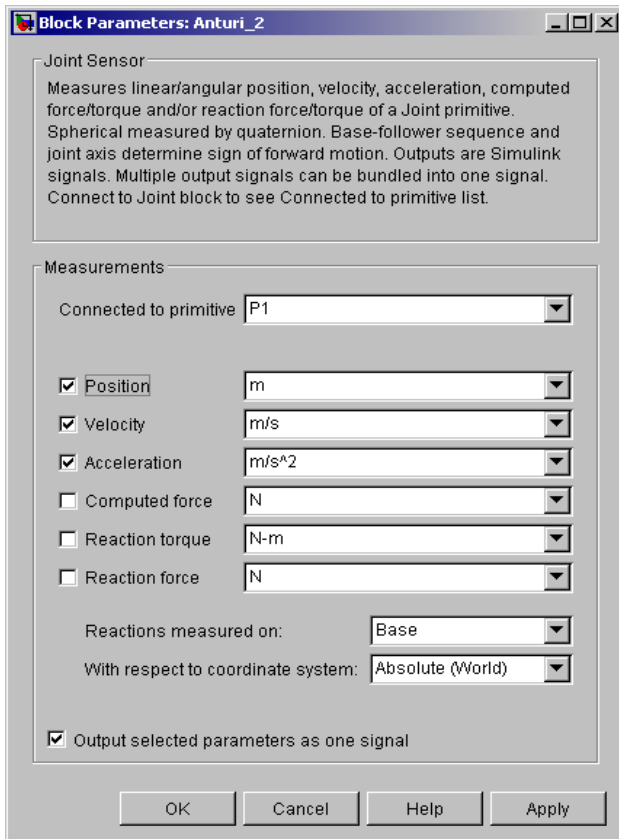 Block Parameters: Anturi_2
Joint Sensor
Measures linear/angular position, velocity, acceleration, computed
force/torque and/or reaction force/torque of a Joint primitive.
Spherical measured by quaternion. Base-follower sequence and
joint axis determine sign of forward motion. Outputs are Simulink
signals. Multiple output signals can be bundled into one signal.
Connect to Joint block to see Connected to primitive list.
Measurements
Connected to primitive P1
Position m
Velocity m/s
Acceleration m/s^2
Computed force N
Reaction torque N-m
Reaction force N
Reactions measured on: Base
With respect to coordinate system: Absolute (World)
Output selected parameters as one signal
OK Cancel Help Apply